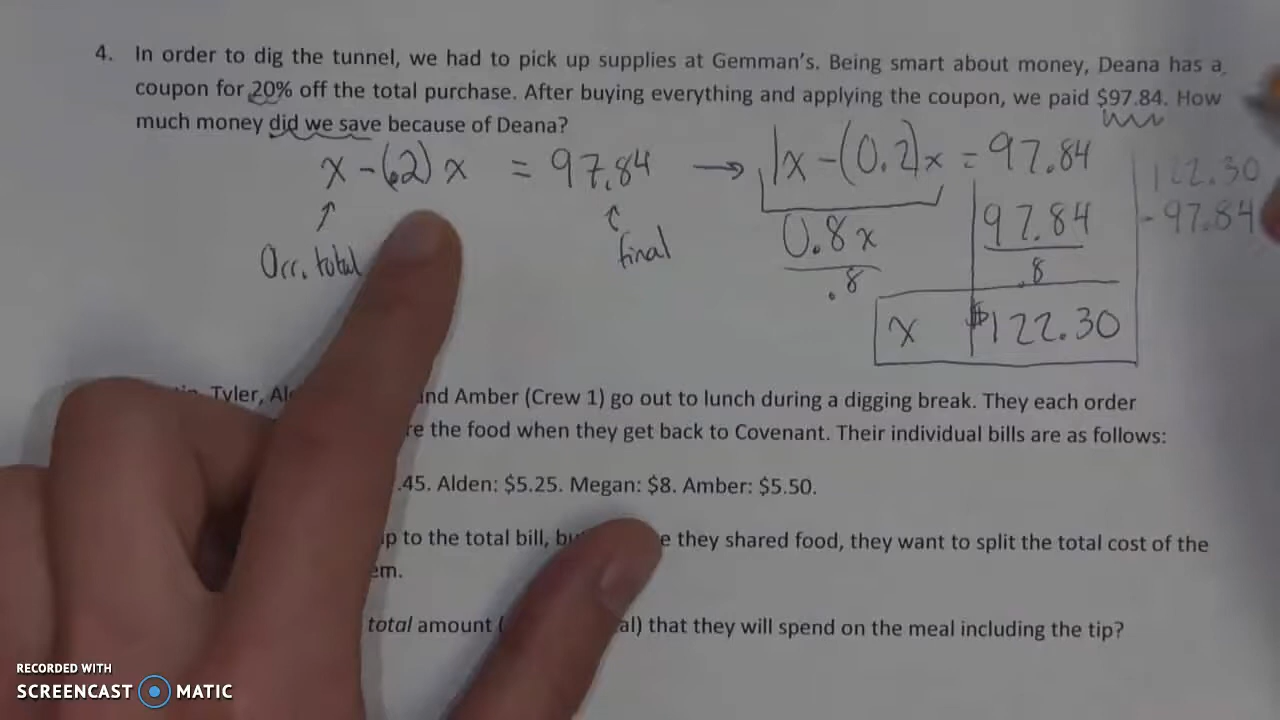 4. In order to dig the tunnel, we had to pick up supplies at Gemman's. Being smart about money, Deana has a
coupon for 20% off the total purchase. After buying everything and applying the coupon, we paid $97.84. How
much money did we save because of Deana?
x - (.2) x = 97.84 → 1x - (0.2)x = 97.84
122.30
- 97.84
0.8x 97.84
.8 .8
Orr. total
final
x $122.30
Tyler, and Amber (Crew 1) go out to lunch during a digging break. They each order
the food when they get back to Covenant. Their individual bills are as follows:
.45. Alden: $5.25. Megan: $8. Amber: $5.50.
to the total bill, they shared food, they want to split the total cost of the
total amount ( al) that they will spend on the meal including the tip?
RECORDED WITH
SCREENCAST MATIC